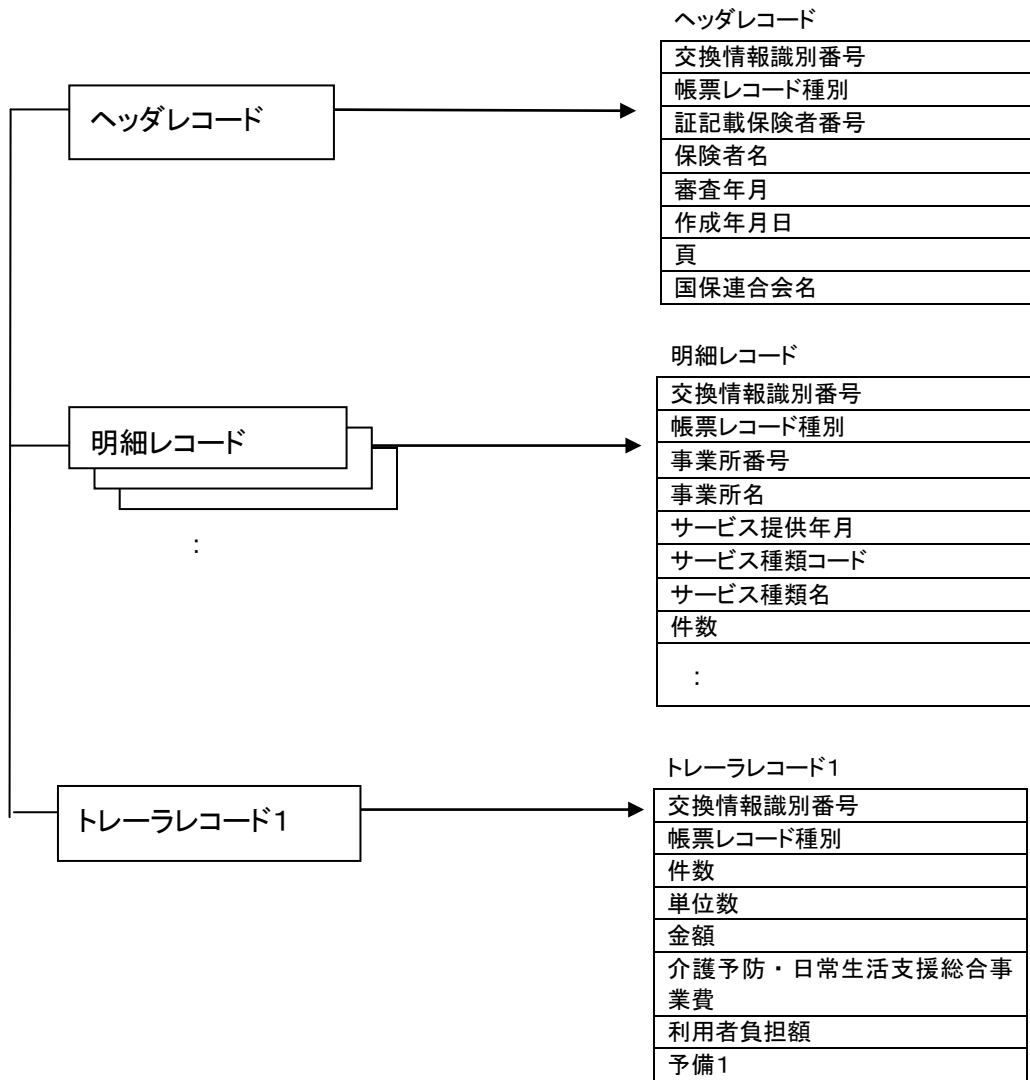 ヘッダレコード
ヘッダレコード
交換情報識別番号
帳票レコード種別
証記載保険者番号
保険者名
審査年月
作成年月日
頁
国保連合会名
明細レコード
:
明細レコード
交換情報識別番号
帳票レコード種別
事業所番号
事業所名
サービス提供年月
サービス種類コード
サービス種類名
件数
:
トレーラレコード1
トレーラレコード1
交換情報識別番号
帳票レコード種別
件数
単位数
金額
介護予防・日常生活支援総合事
業費
利用者負担額
予備1